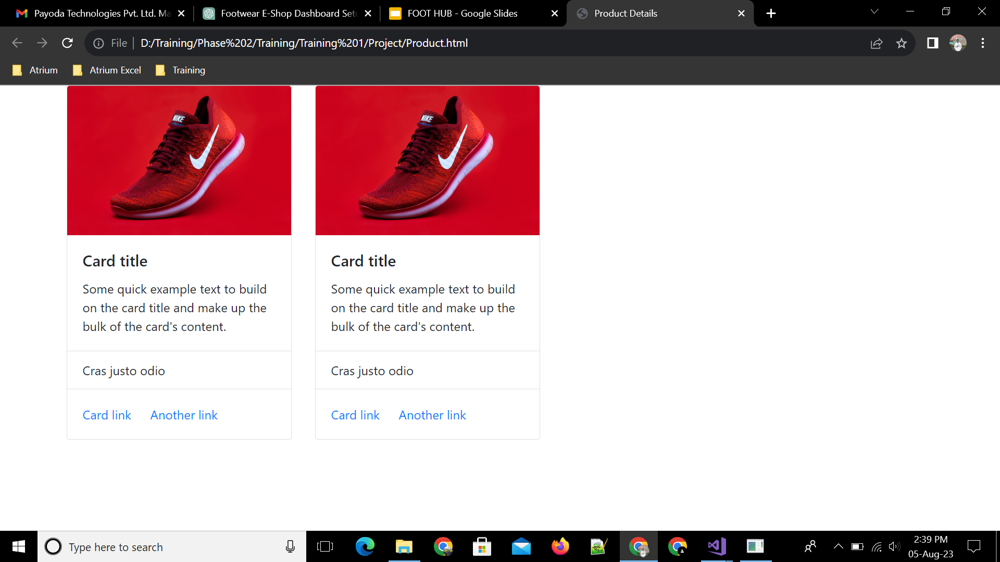 Payoda Technologies Pvt. Ltd. Ma
Footwear E-Shop Dashboard Setu
FOOT HUB - Google Slides
Product Details
File
D:/Training/Phase%202/Training/Training%201/Project/Product.html
Atrium
Atrium Excel
Training
NIKE
NIKE
Card title
Some quick example text to build
on the card title and make up the
bulk of the card's content.
Cras justo odio
Card link
Another link
Card title
Some quick example text to build
on the card title and make up the
bulk of the card's content.
Cras justo odio
Card link
Another link
Type here to search
2:39 PM
05-Aug-23